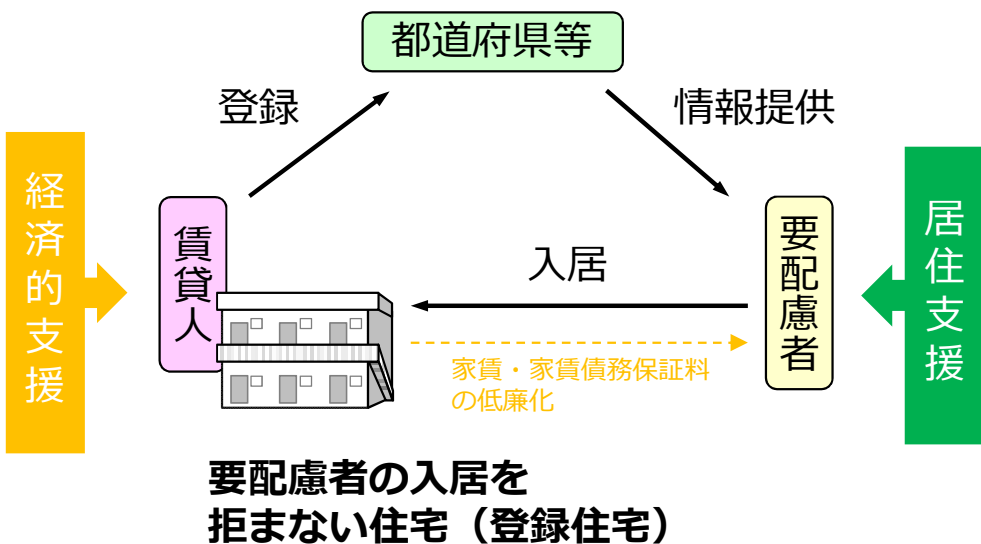 都道府県等
登録
情報提供
経済的支援
賃貸人
入居
要配慮者
居住支援
家賃・家賃債務保証料
の低廉化
要配慮者の入居を
拒まない住宅（登録住宅）